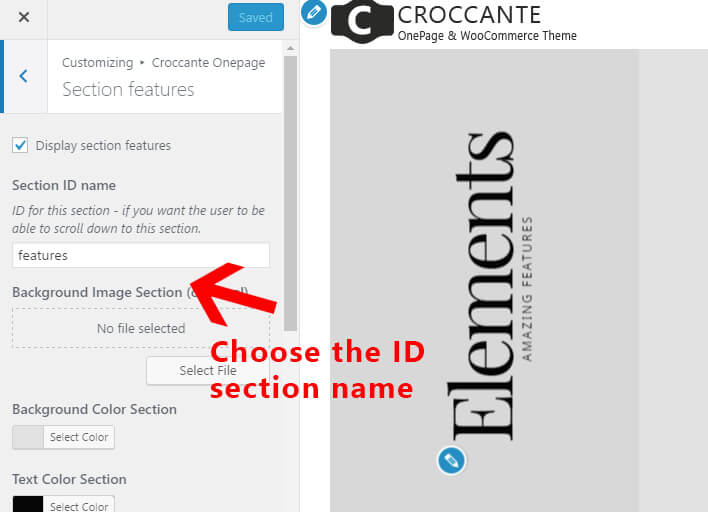 Saved
Customizing ▸ Croccante Onepage
Section features
Display section features
Section ID name
ID for this section - if you want the user to be
able to scroll down to this section.
features
Background Image Section (
No file selected
Select File
Choose the ID
section name
Background Color Section
Select Color
Text Color Section
Select Color
C
CROCCANTE
OnePage & WooCommerce Theme
Elements
AMAZING FEATURES